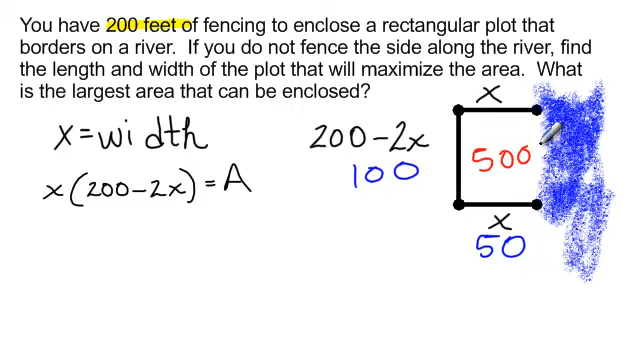 You have 200 feet of fencing to enclose a rectangular plot that
borders on a river. If you do not fence the side along the river, find
the length and width of the plot that will maximize the area. What
is the largest area that can be enclosed?
x
x = width
200-2x
500
100
x(200-2x) = A
x
50